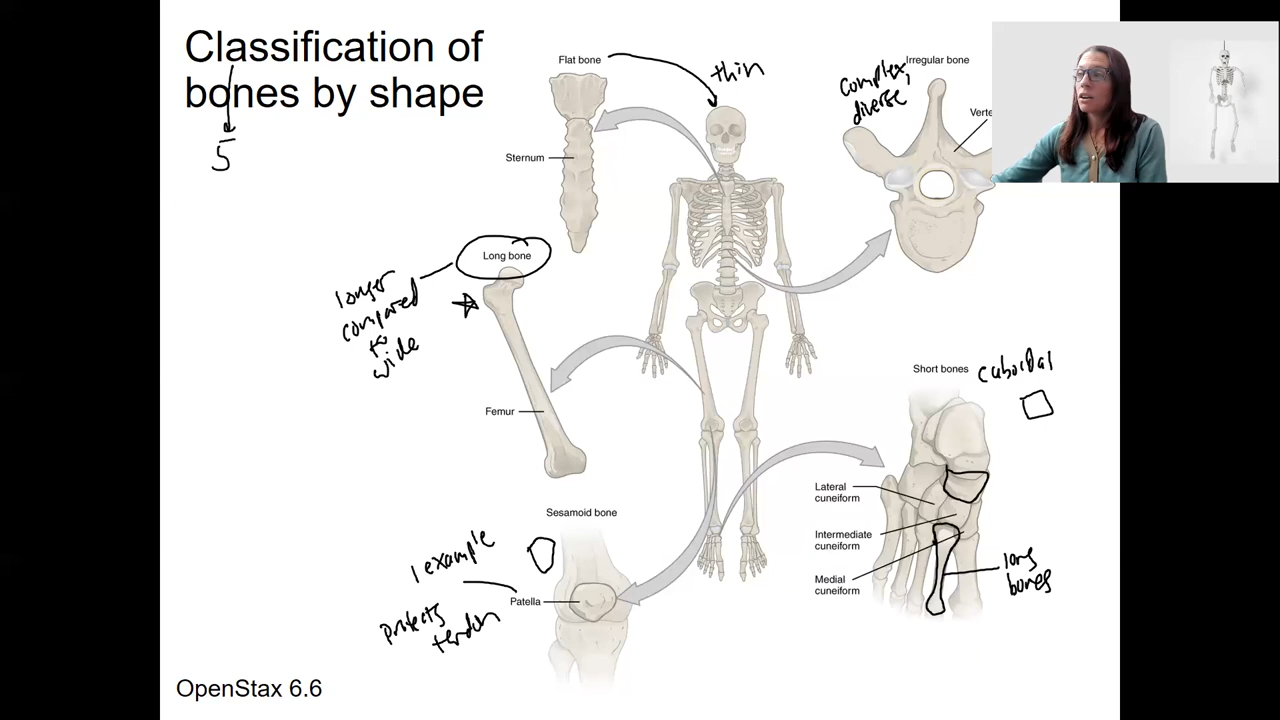 Classification of
bones by shape
5
Flat bone
thin
Sternum
Irregular bone
complex,
diverse
Verte
Long bone
longer
compared
to
wide
Femur
Short bones
cuboidal
Lateral
cuneiform
Intermediate
cuneiform
Medial
cuneiform
long
bones
Sesamoid bone
1 example
Patella
protects
tendon
OpenStax 6.6